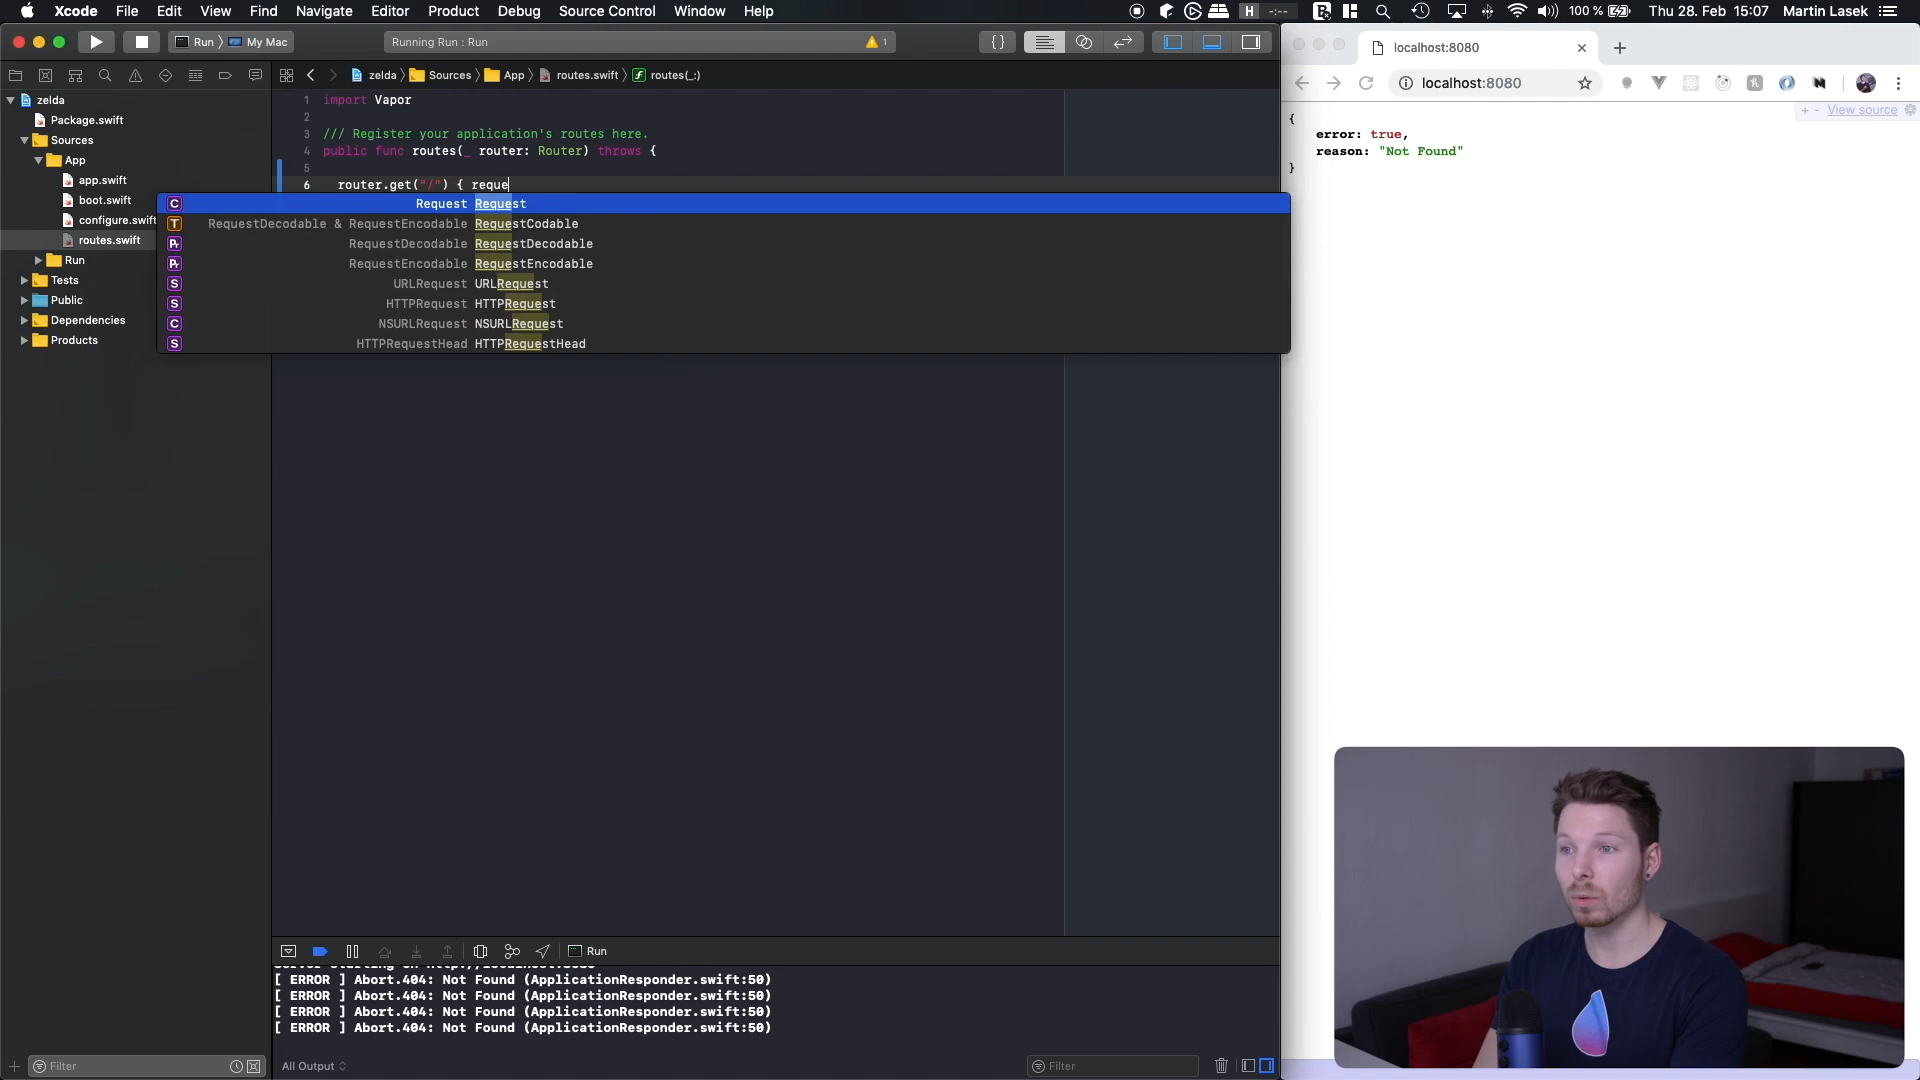 Xcode File Edit View Find Navigate Editor Product Debug Source Control Window Help
H -:-- 100 % Thu 28. Feb 15:07 Martin Lasek
Run My Mac
Running Run : Run
1
localhost:8080
localhost:8080
zelda Sources App routes.swift routes(_:)
zelda
Package.swift
Sources
App
app.swift
boot.swift
configure.swift
routes.swift
Run
Tests
Public
Dependencies
Products
1 import Vapor
2
3 /// Register your application's routes here.
4 public func routes(_ router: Router) throws {
5
6 router.get("/") { reque
C Request Request
T RequestDecodable & RequestEncodable RequestCodable
Pr RequestDecodable RequestDecodable
Pr RequestEncodable RequestEncodable
S URLRequest URLRequest
S HTTPRequest HTTPRequest
C NSURLRequest NSURLRequest
S HTTPRequestHead HTTPRequestHead
+ - View source
{
error: true,
reason: "Not Found"
}
Run
[ ERROR ] Abort.404: Not Found (ApplicationResponder.swift:50)
[ ERROR ] Abort.404: Not Found (ApplicationResponder.swift:50)
[ ERROR ] Abort.404: Not Found (ApplicationResponder.swift:50)
[ ERROR ] Abort.404: Not Found (ApplicationResponder.swift:50)
Filter
All Output
Filter